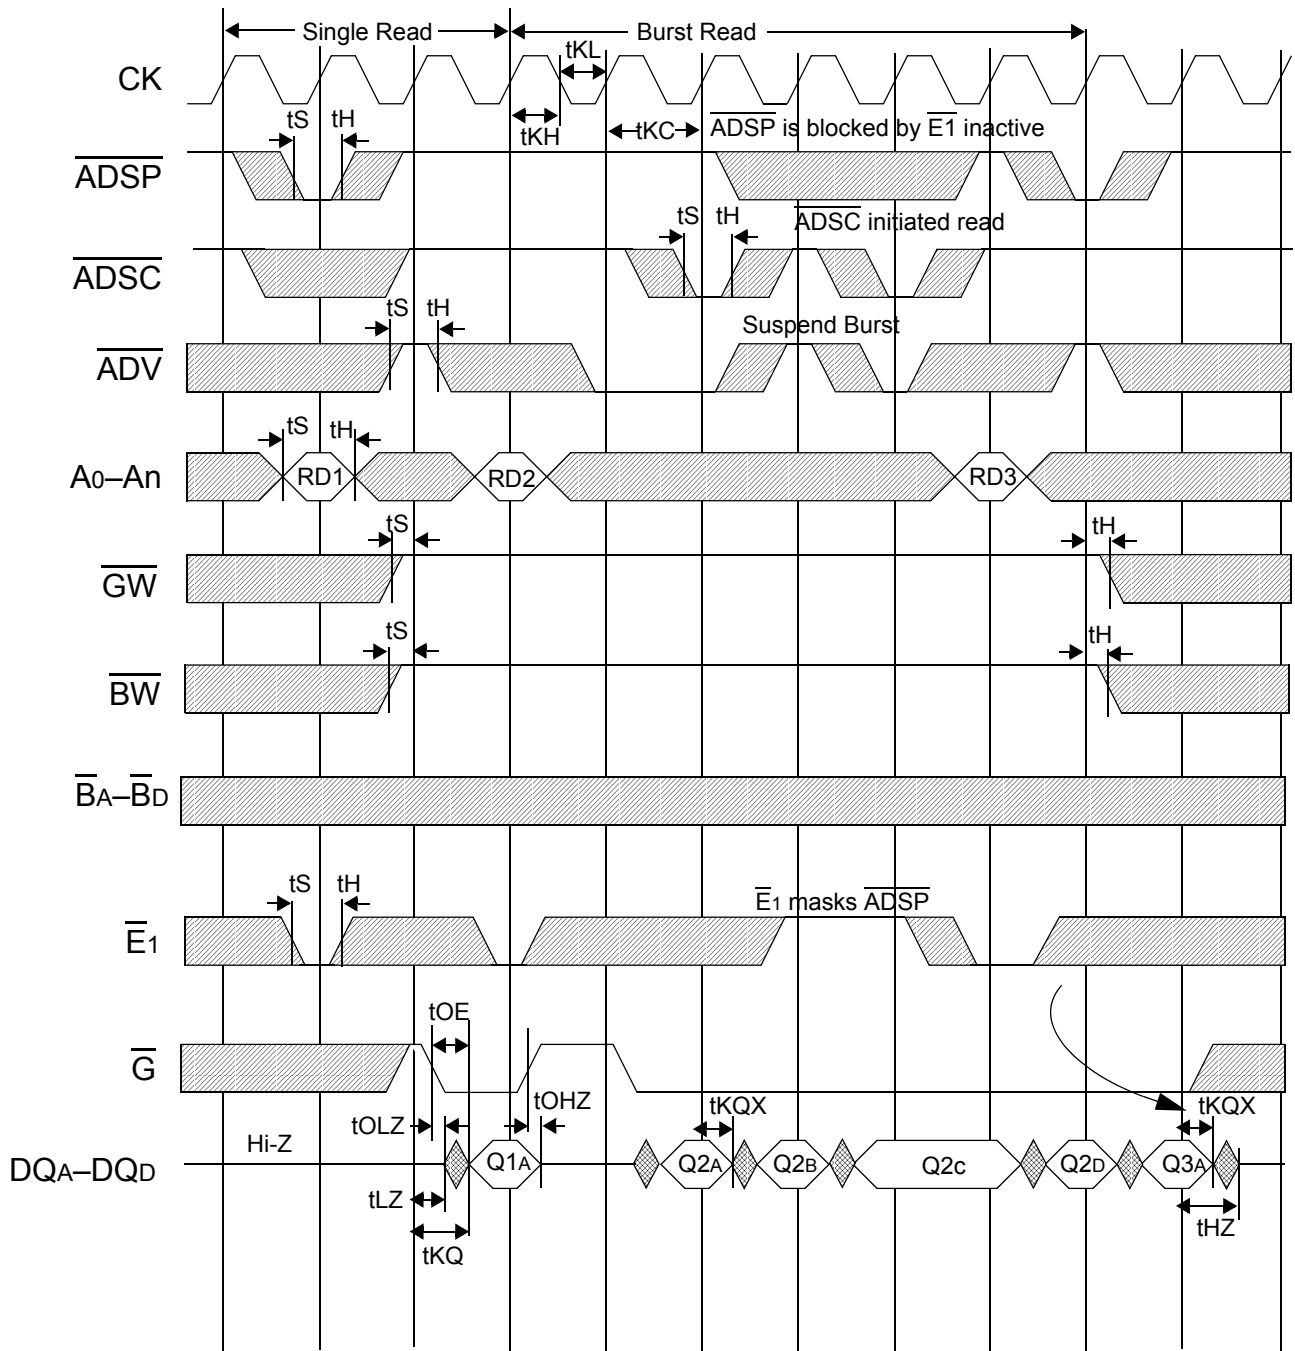 Single Read
Burst Read
CK
tKL
tKH
tKC
ADSP is blocked by E1 inactive
tS
tH
ADSP
tS
tH
ADSC initiated read
ADSC
tS
tH
Suspend Burst
ADV
tS
tH
A0–An
RD1
RD2
RD3
tS
tH
GW
tS
tH
BW
BA–BD
tS
tH
E1 masks ADSP
E1
tOE
G
tOHZ
tKQX
tKQX
tOLZ
Hi-Z
DQA–DQD
Q1A
Q2A
Q2B
Q2c
Q2D
Q3A
tLZ
tHZ
tKQ